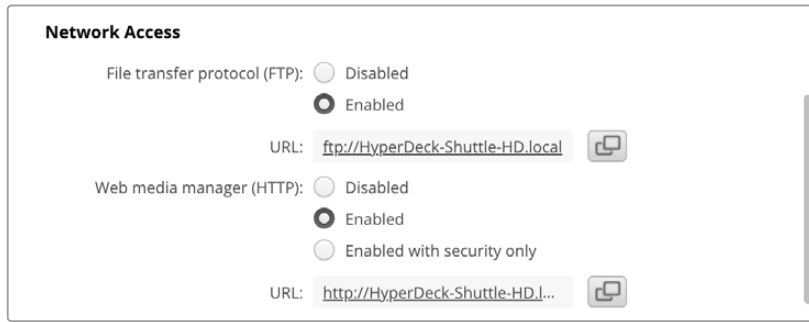 Network Access
File transfer protocol (FTP): Disabled
Enabled
URL: ftp://HyperDeck-Shuttle-HD.local
Web media manager (HTTP): Disabled
Enabled
Enabled with security only
URL: http://HyperDeck-Shuttle-HD.l...